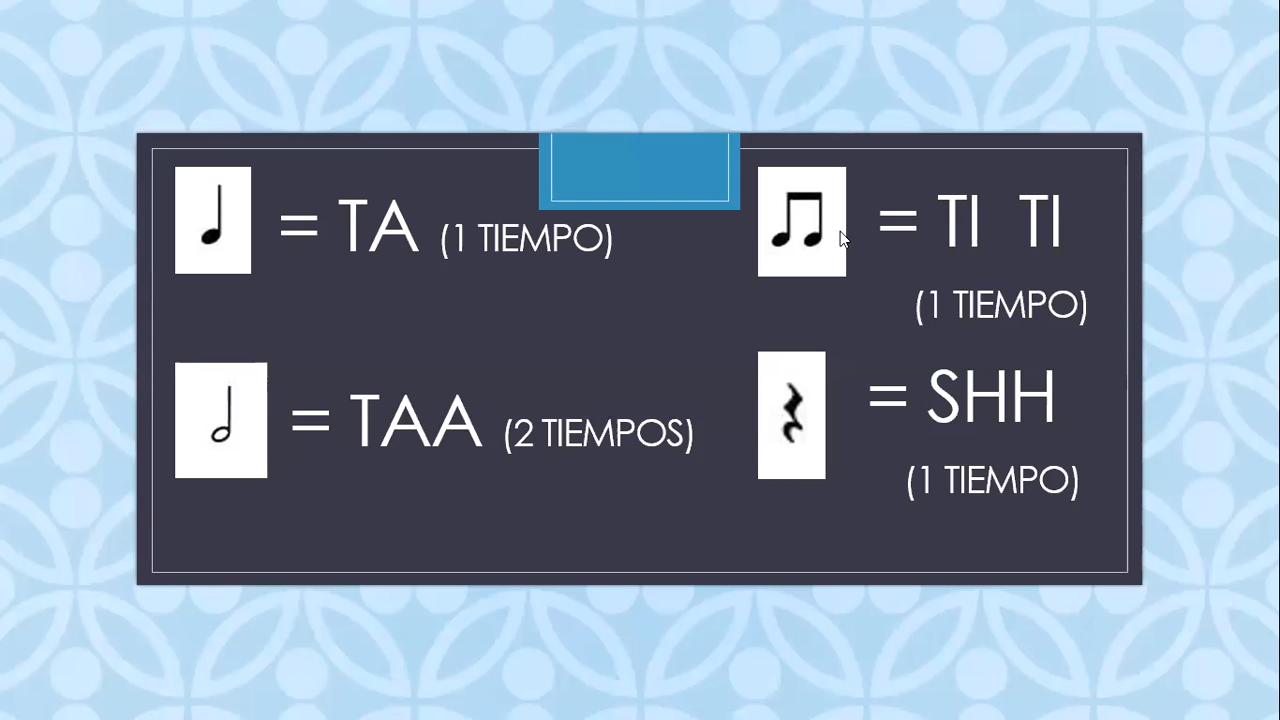 = TA (1 TIEMPO)
= TI TI
(1 TIEMPO)
= TAA (2 TIEMPOS)
= SHH
(1 TIEMPO)